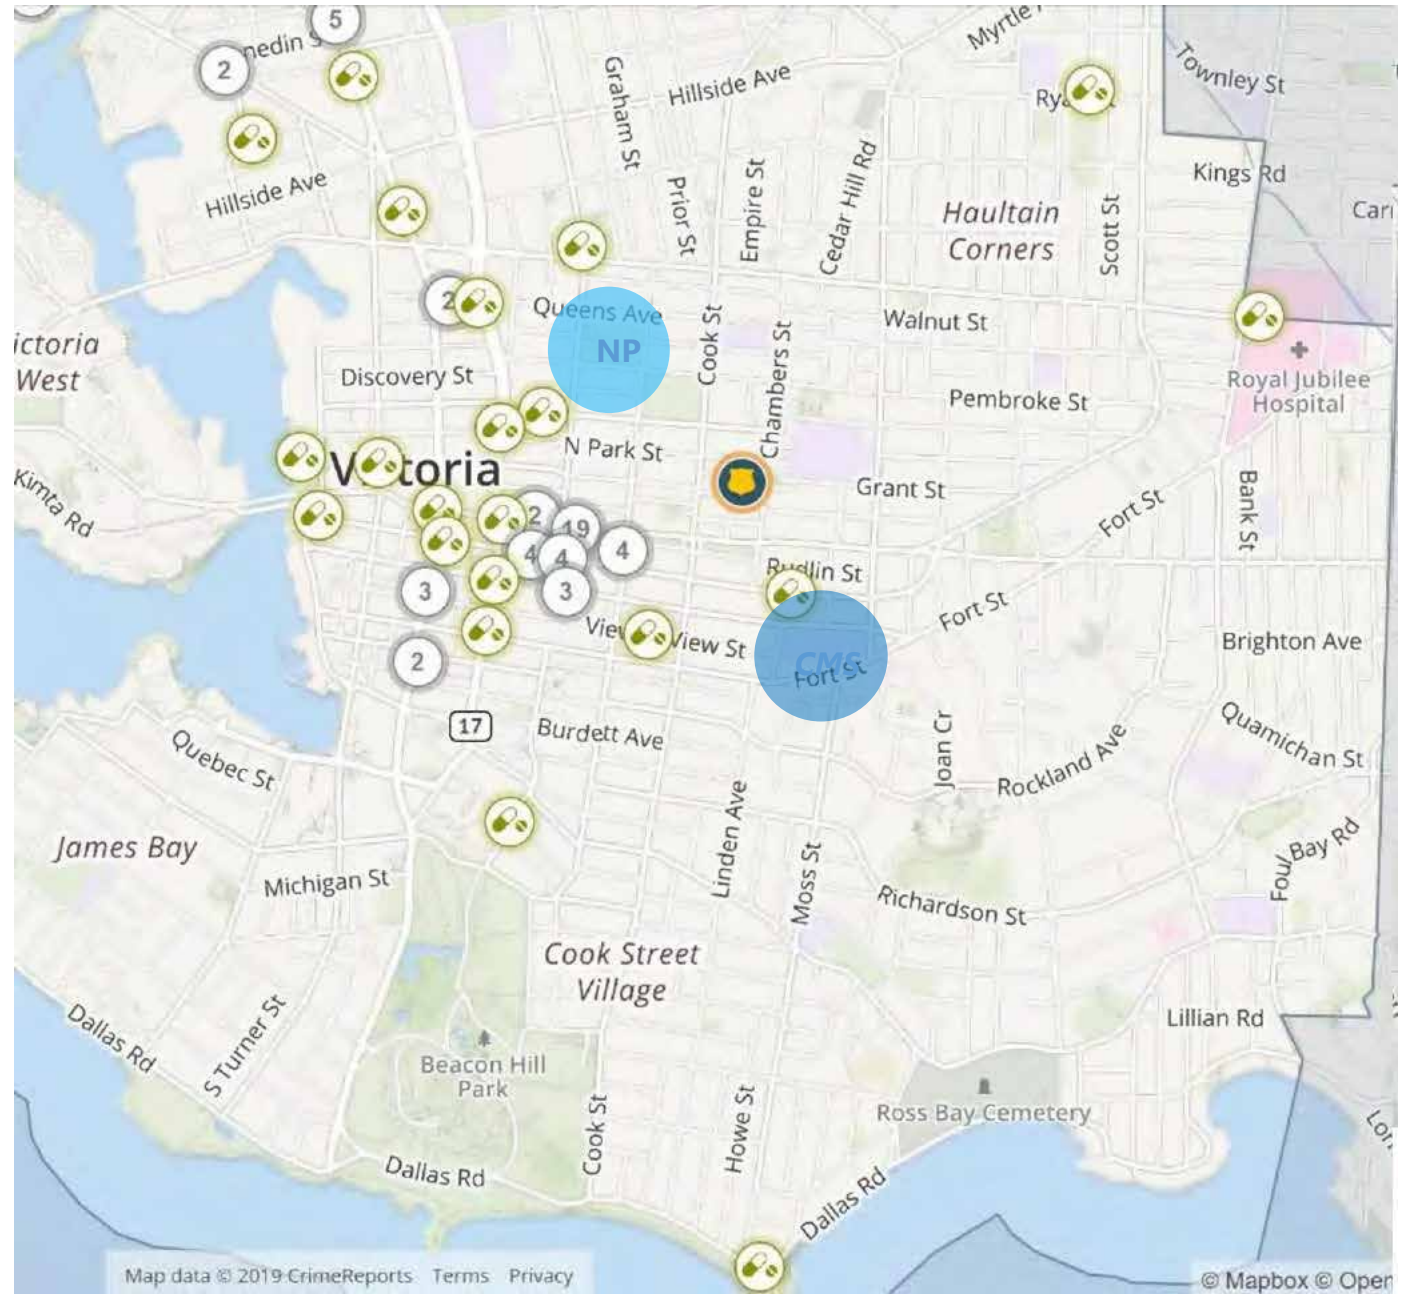 5
2
Myrtle
Townley St
Graham St
Hillside Ave
Kings Rd
Hillside Ave
Prior St
Empire St
Cedar Hill Rd
Haultain
Corners
Scott St
2
Queens Ave
NP
Cook St
Walnut St
Chambers St
West
Discovery St
Pembroke St
Royal Jubilee
Hospital
N Park St
Kimta Rd
Grant St
Bank St
Fort St
2
19
4
4
4
3
3
Fort St
View St
CMS
Fort St
Brighton Ave
2
17
Burdett Ave
Quebec St
Joan Cr
Rockland Ave
Quamichan St
James Bay
Linden Ave
Moss St
Foul Bay Rd
Michigan St
Richardson St
Cook Street
Village
S Turner St
Dallas Rd
Lillian Rd
Beacon Hill
Park
Ross Bay Cemetery
Cook St
Howe St
Dallas Rd
Dallas Rd
Map data © 2019 CrimeReports Terms Privacy
© Mapbox © Open